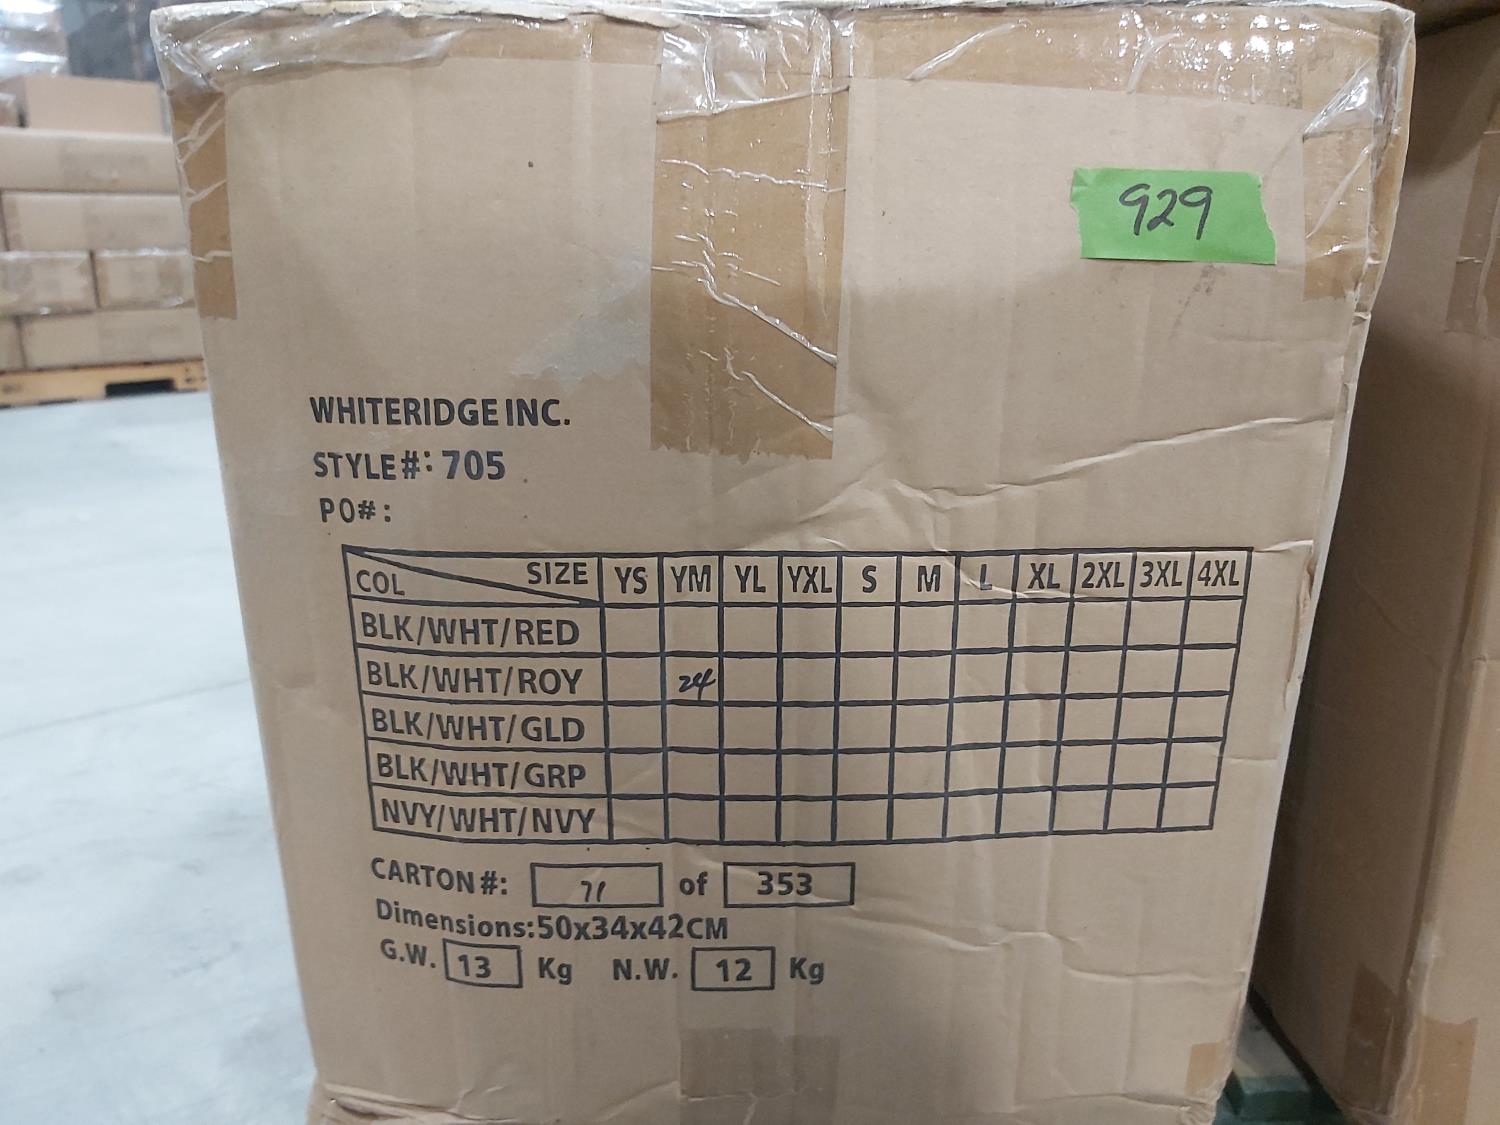 929
WHITERIDGE INC.
STYLE#: 705
PO#:
COL SIZE YS YM YL YXL S M L XL 2XL 3XL 4XL
BLK/WHT/RED
BLK/WHT/ROY 24
BLK/WHT/GLD
BLK/WHT/GRP
NVY/WHT/NVY
CARTON#: 71 of 353
Dimensions:50x34x42CM
G.W. 13 Kg N.W. 12 Kg